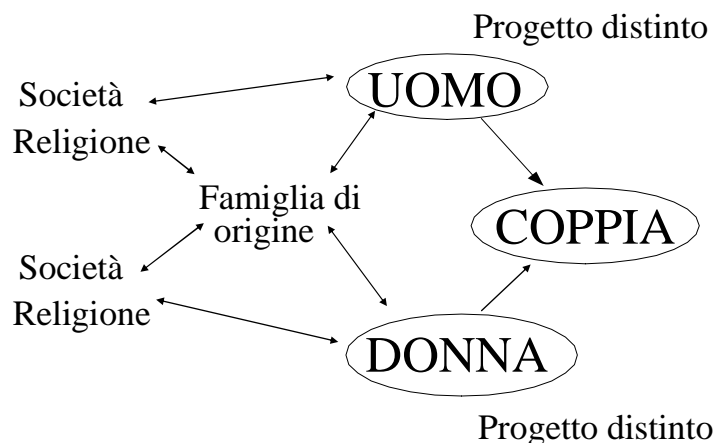 Progetto distinto
UOMO
Società
Religione
Famiglia di
origine
COPPIA
Società
Religione
DONNA
Progetto distinto